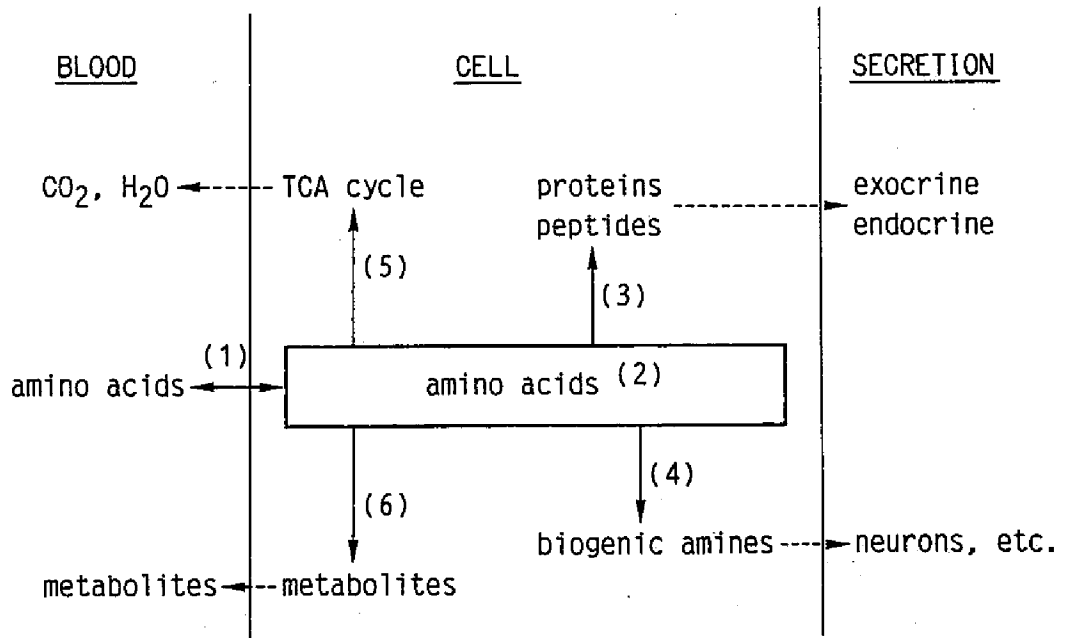 BLOOD CELL SECRETION
CO₂, H₂O TCA cycle proteins exocrine
peptides endocrine
(5) (3)
(1)
amino acids amino acids (2)
(6) (4)
biogenic amines neurons, etc.
metabolites metabolites